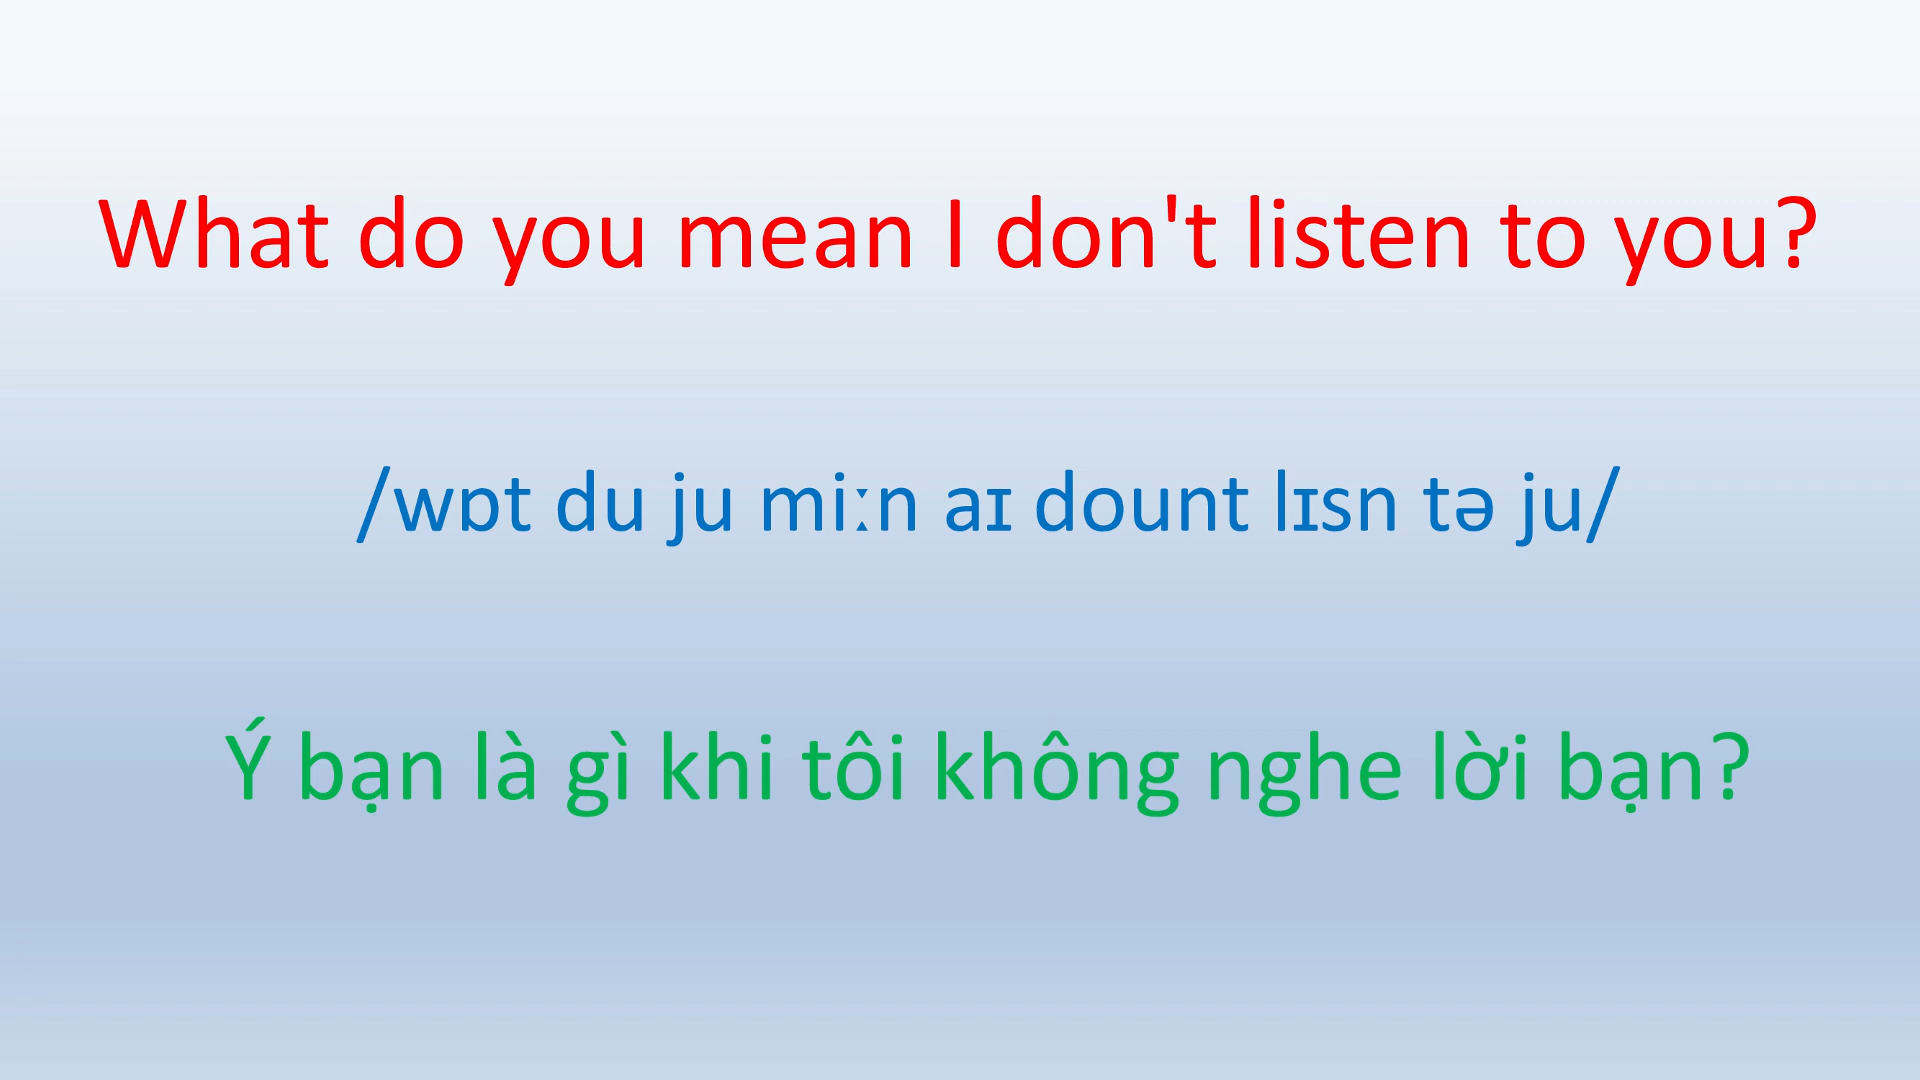 What do you mean I don't listen to you?
/wɒt du ju miːn aɪ dount lɪsn tə ju/
Ý bạn là gì khi tôi không nghe lời bạn?